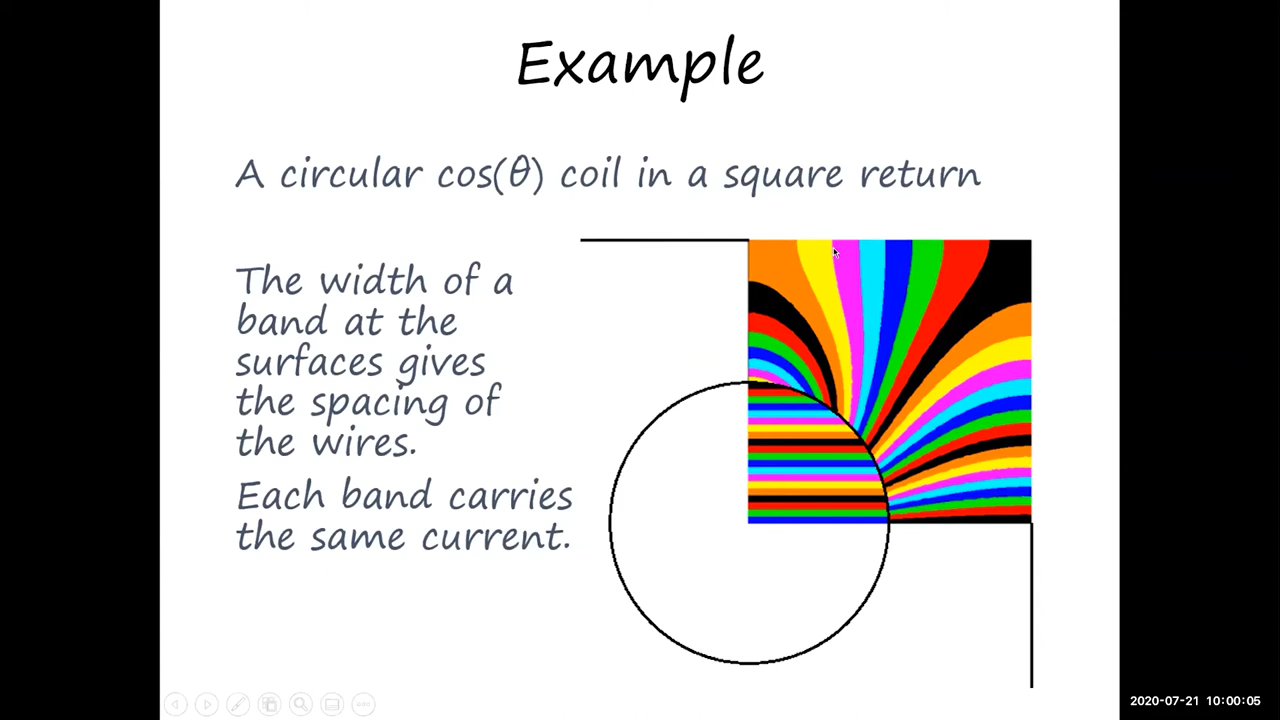 Example
A circular cos(θ) coil in a square return
The width of a
band at the
surfaces gives
the spacing of
the wires.
Each band carries
the same current.
2020-07-21 10:00:05